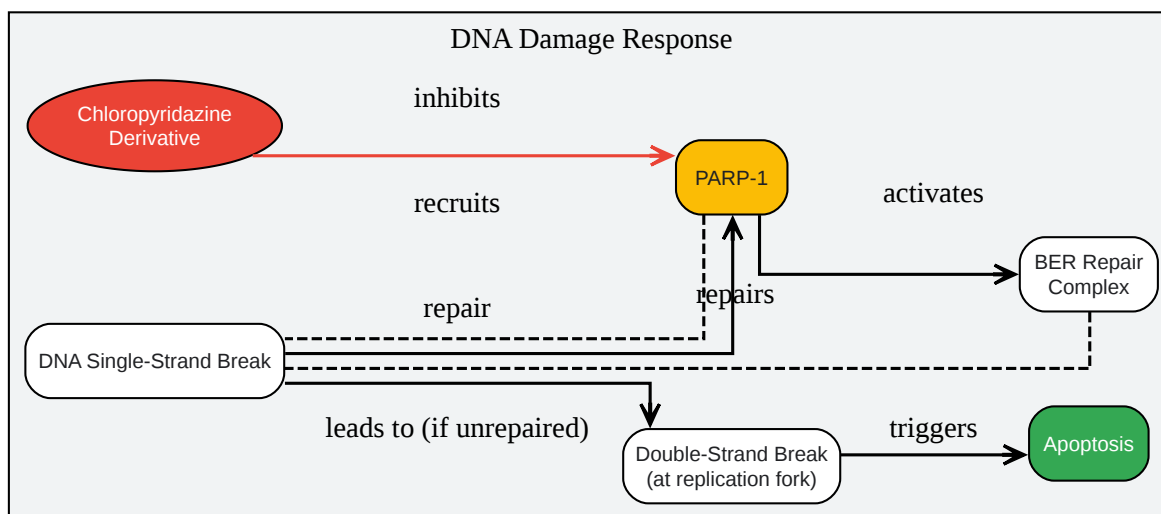 DNA Damage Response
inhibits
Chloropyridazine
Derivative
PARP-1
recruits
activates
BER Repair
Complex
repair
repairs
DNA Single-Strand Break
leads to (if unrepaired)
Double-Strand Break
(at replication fork)
triggers
Apoptosis